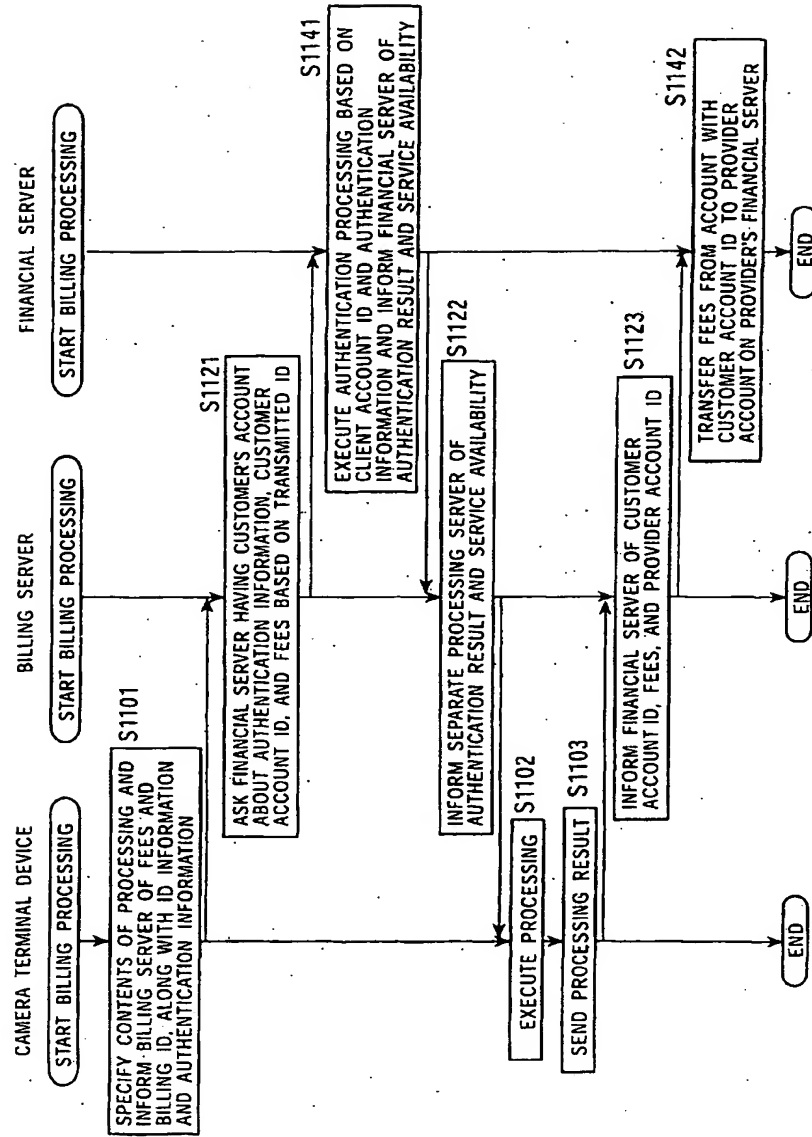 CAMERA TERMINAL DEVICE
START BILLING PROCESSING
S1101
SPECIFY CONTENTS OF PROCESSING AND
INFORM BILLING SERVER OF FEES AND
BILLING ID, ALONG WITH ID INFORMATION
AND AUTHENTICATION INFORMATION
EXECUTE PROCESSING
S1102
SEND PROCESSING RESULT
S1103
END
BILLING SERVER
START BILLING PROCESSING
S1121
ASK FINANCIAL SERVER HAVING CUSTOMER'S ACCOUNT
ABOUT AUTHENTICATION INFORMATION, CUSTOMER
ACCOUNT ID, AND FEES BASED ON TRANSMITTED ID
S1122
INFORM SEPARATE PROCESSING SERVER OF
AUTHENTICATION RESULT AND SERVICE AVAILABILITY
S1123
INFORM FINANCIAL SERVER OF CUSTOMER
ACCOUNT ID, FEES, AND PROVIDER ACCOUNT ID
END
FINANCIAL SERVER
START BILLING PROCESSING
S1141
EXECUTE AUTHENTICATION PROCESSING BASED ON
CLIENT ACCOUNT ID AND AUTHENTICATION
INFORMATION AND INFORM FINANCIAL SERVER OF
AUTHENTICATION RESULT AND SERVICE AVAILABILITY
S1142
TRANSFER FEES FROM ACCOUNT WITH
CUSTOMER ACCOUNT ID TO PROVIDER
ACCOUNT ON PROVIDER'S FINANCIAL SERVER
END